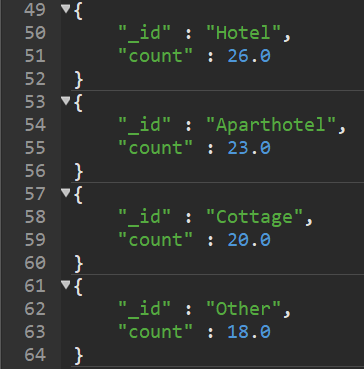 49 {
50 "_id" : "Hotel",
51 "count" : 26.0
52 }
53 {
54 "_id" : "Aparthotel",
55 "count" : 23.0
56 }
57 {
58 "_id" : "Cottage",
59 "count" : 20.0
60 }
61 {
62 "_id" : "Other",
63 "count" : 18.0
64 }